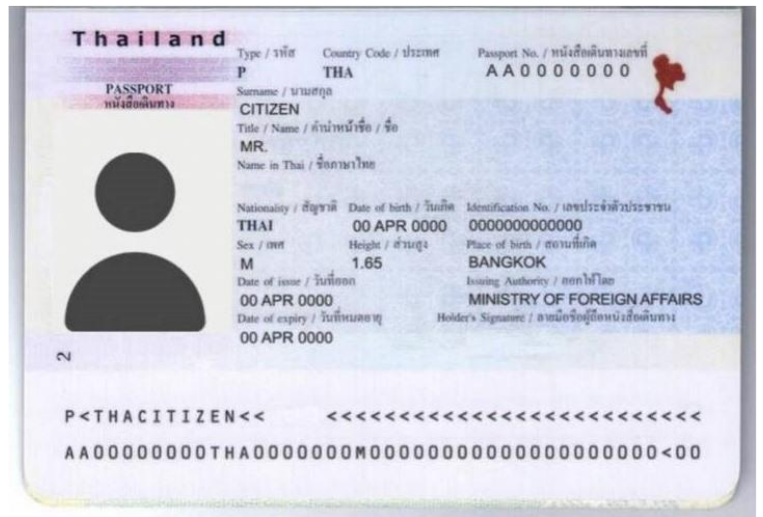 Thailand
PASSPORT
หนังสือเดินทาง
Type / รหัส Country Code / ประเทศ Passport No. / หนังสือเดินทางเลขที่
P THA AA0000000
Surname / นามสกุล
CITIZEN
Title / Name / คำนำหน้าชื่อ / ชื่อ
MR.
Name in Thai / ชื่อภาษาไทย
Nationality / สัญชาติ Date of birth / วันเกิด Identification No. / เลขประจำตัวประชาชน
THAI 00 APR 0000 0000000000000
Sex / เพศ Height / ส่วนสูง Place of birth / สถานที่เกิด
M 1.65 BANGKOK
Date of issue / วันที่ออก Issuing Authority / ออกให้โดย
00 APR 0000 MINISTRY OF FOREIGN AFFAIRS
Date of expiry / วันที่หมดอายุ Holder's Signature / ลายมือชื่อผู้ถือหนังสือเดินทาง
00 APR 0000
2
P<THACITIZEN<< <<<<<<<<<<<<<<<<<<<<<<<<<<
AA00000000THA0000000M00000000000000000000000<00